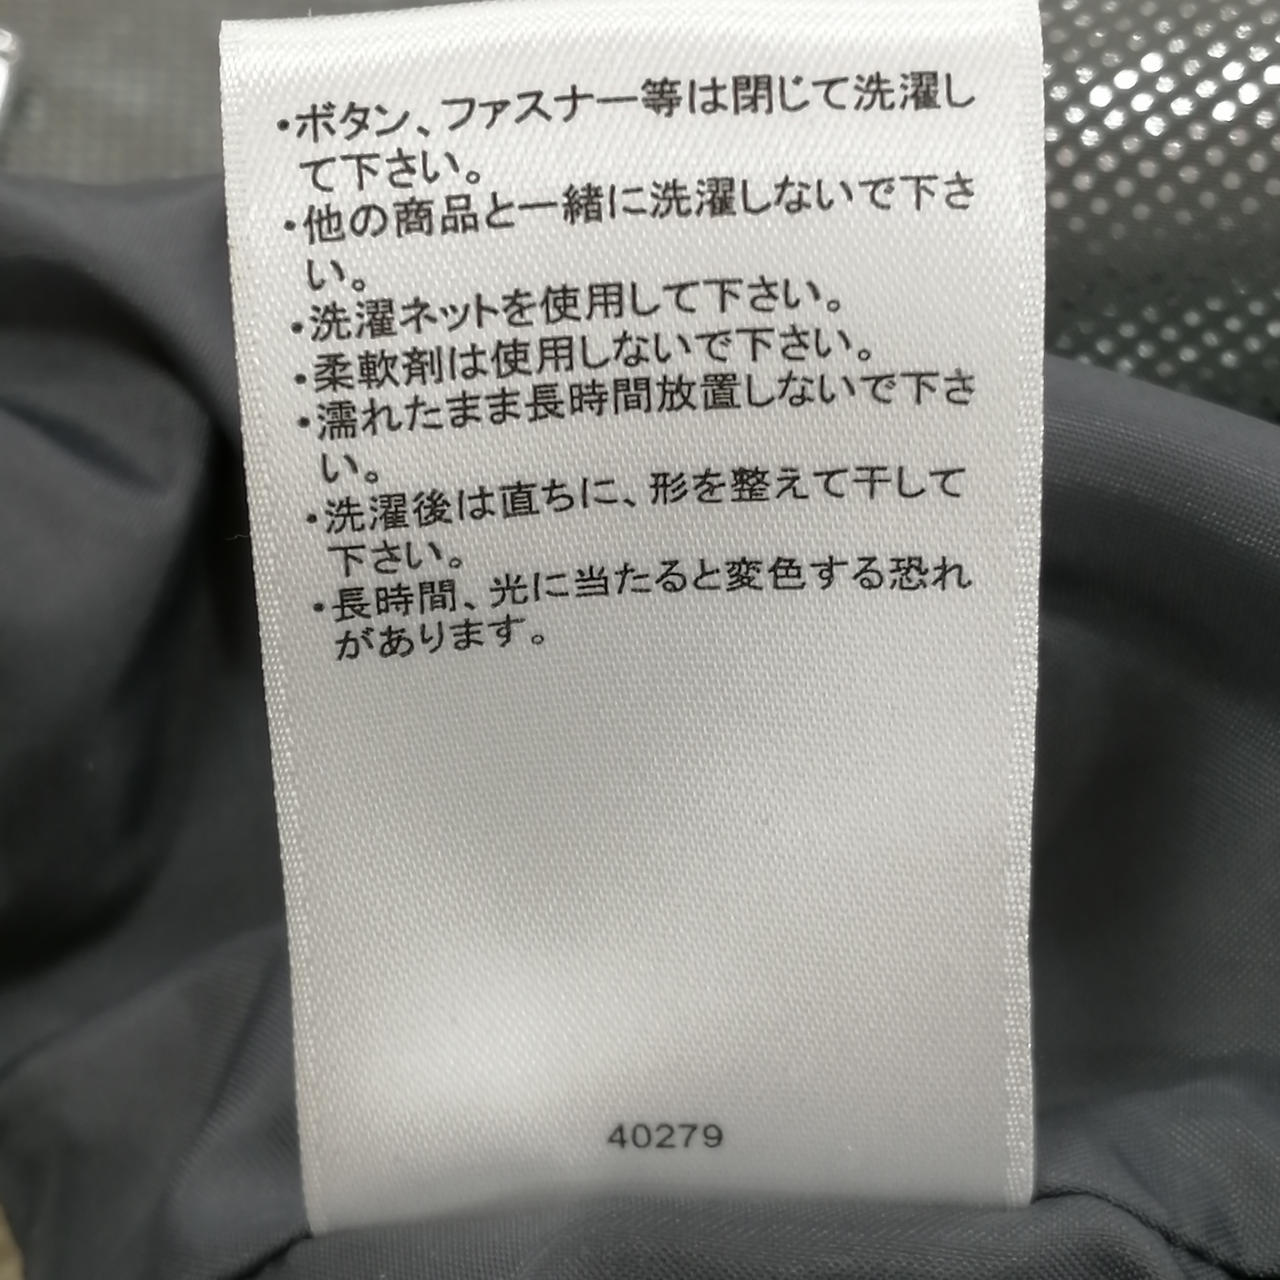 ・ボタン、ファスナー等は閉じて洗濯し
て下さい。
・他の商品と一緒に洗濯しないで下さ
い。
・洗濯ネットを使用して下さい。
・柔軟剤は使用しないで下さい。
・濡れたまま長時間放置しないで下さ
い。
・洗濯後は直ちに、形を整えて干して
下さい。
・長時間、光に当たると変色する恐れ
があります。
40279